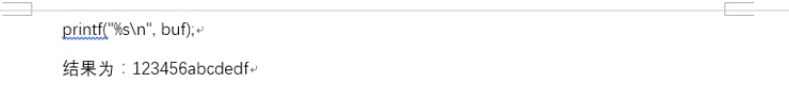 printf("%s\n", buf);
结果为：123456abcdedf